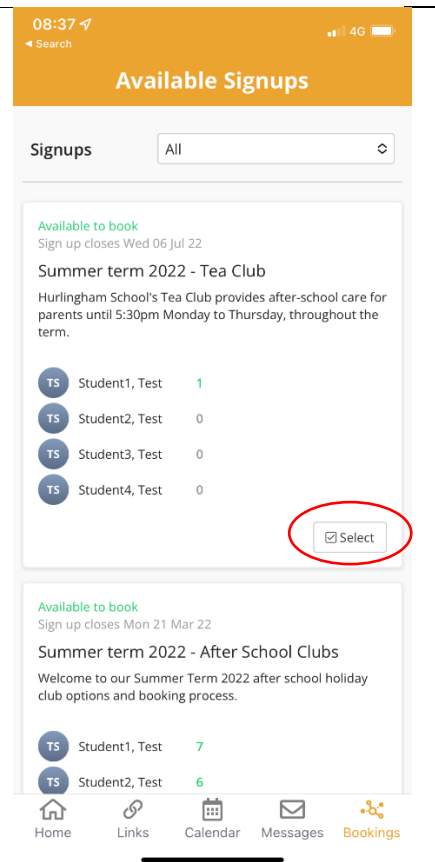 08:37
4G
◄ Search
Available Signups
Signups
All
Available to book
Sign up closes Wed 06 Jul 22
Summer term 2022 - Tea Club
Hurlingham School's Tea Club provides after-school care for
parents until 5:30pm Monday to Thursday, throughout the
term.
TS Student1, Test 1
TS Student2, Test 0
TS Student3, Test 0
TS Student4, Test 0
Select
Available to book
Sign up closes Mon 21 Mar 22
Summer term 2022 - After School Clubs
Welcome to our Summer Term 2022 after school holiday
club options and booking process.
TS Student1, Test 7
TS Student2, Test 6
Home Links Calendar Messages Bookings